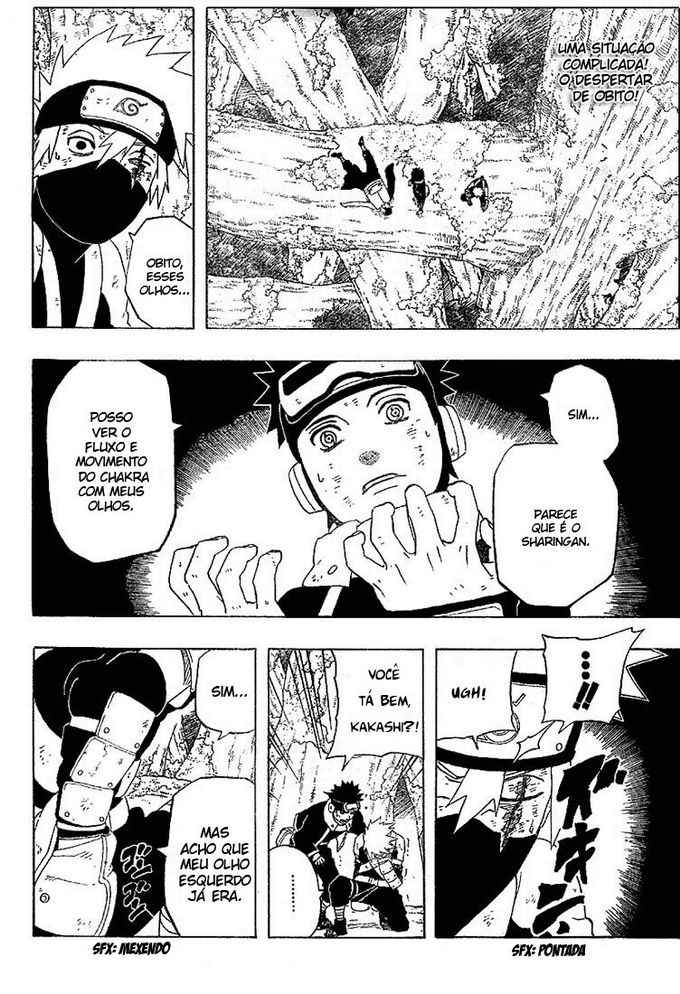 UMA SITUAÇÃO
COMPLICADA!
O DESPERTAR
DE OBITO!
OBITO,
ESSES
OLHOS...
SIM...
PARECE
QUE É O
SHARINGAN.
POSSO
VER O
FLUXO E
MOVIMENTO
DO CHAKRA
COM MEUS
OLHOS.
...!!
UGH!
SFX: PONTADA
VOCÊ
TÁ BEM,
KAKASHI?!
........
SIM...
MAS
ACHO QUE
MEU OLHO
ESQUERDO
JÁ ERA.
SFX: MEXENDO